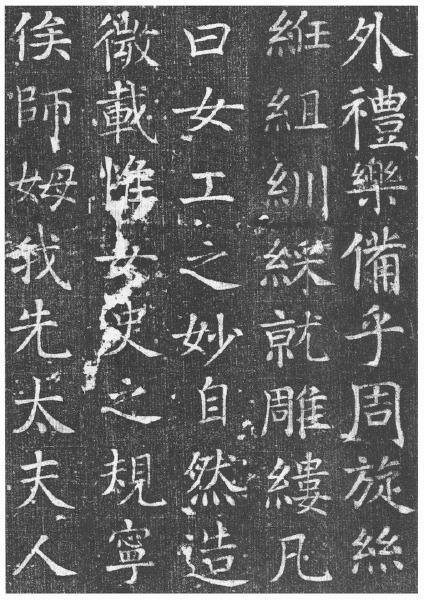 外禮樂備乎周旋絲
絍組紃綵就雕縷凡
曰女工之妙自然造
微載惟女史之規寧
俟師姆我先太夫人